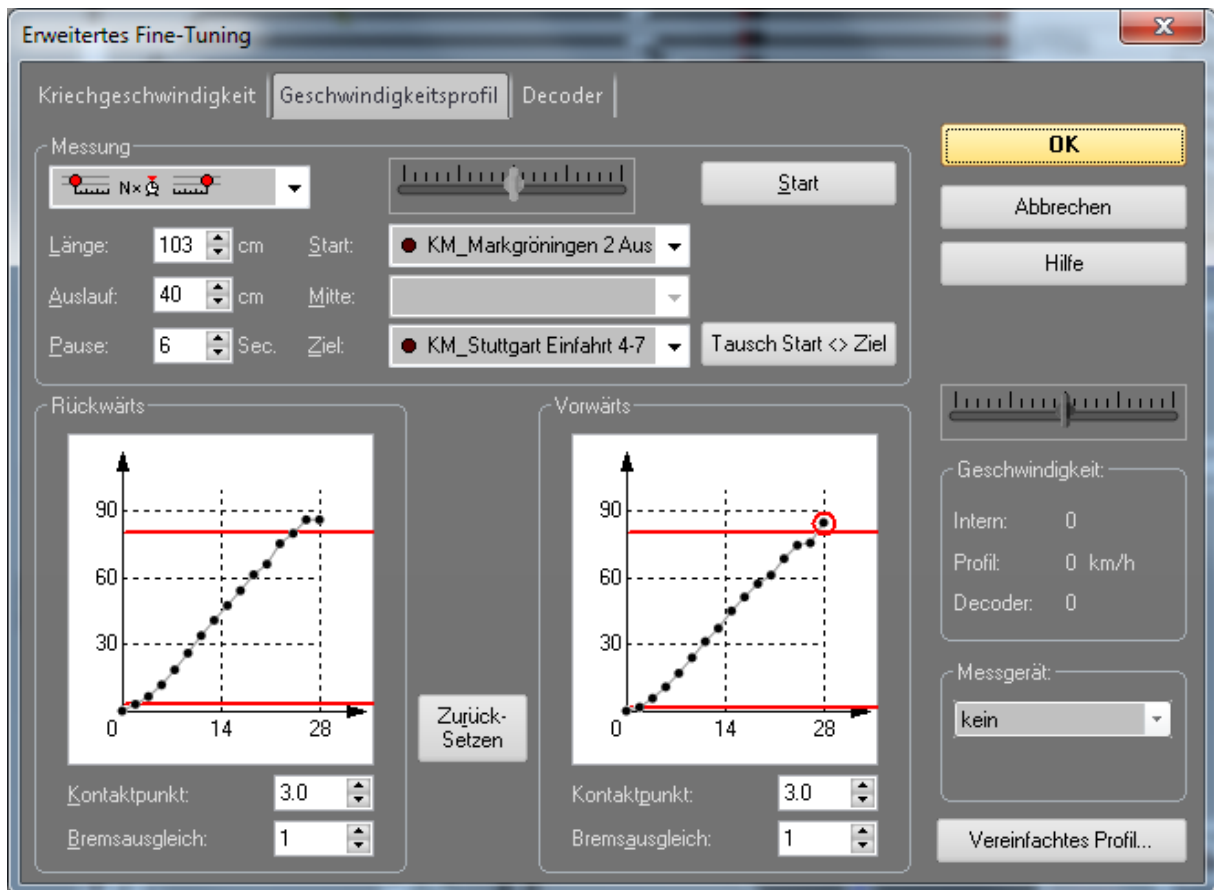 Erweitertes Fine-Tuning
x
Kriechgeschwindigkeit Geschwindigkeitsprofil Decoder
Messung
N×
Start
Länge: 103 cm Start: KM_Markgröningen 2 Aus
Auslauf: 40 cm Mitte:
Pause: 6 Sec. Ziel: KM_Stuttgart Einfahrt 4-7 Tausch Start <> Ziel
OK
Abbrechen
Hilfe
Rückwärts
90
60
30
0 14 28
Kontaktpunkt: 3.0
Bremsausgleich: 1
Zurück-
Setzen
Vorwärts
90
60
30
0 14 28
Kontaktpunkt: 3.0
Bremsausgleich: 1
Geschwindigkeit:
Intern: 0
Profil: 0 km/h
Decoder: 0
Messgerät:
kein
Vereinfachtes Profil...